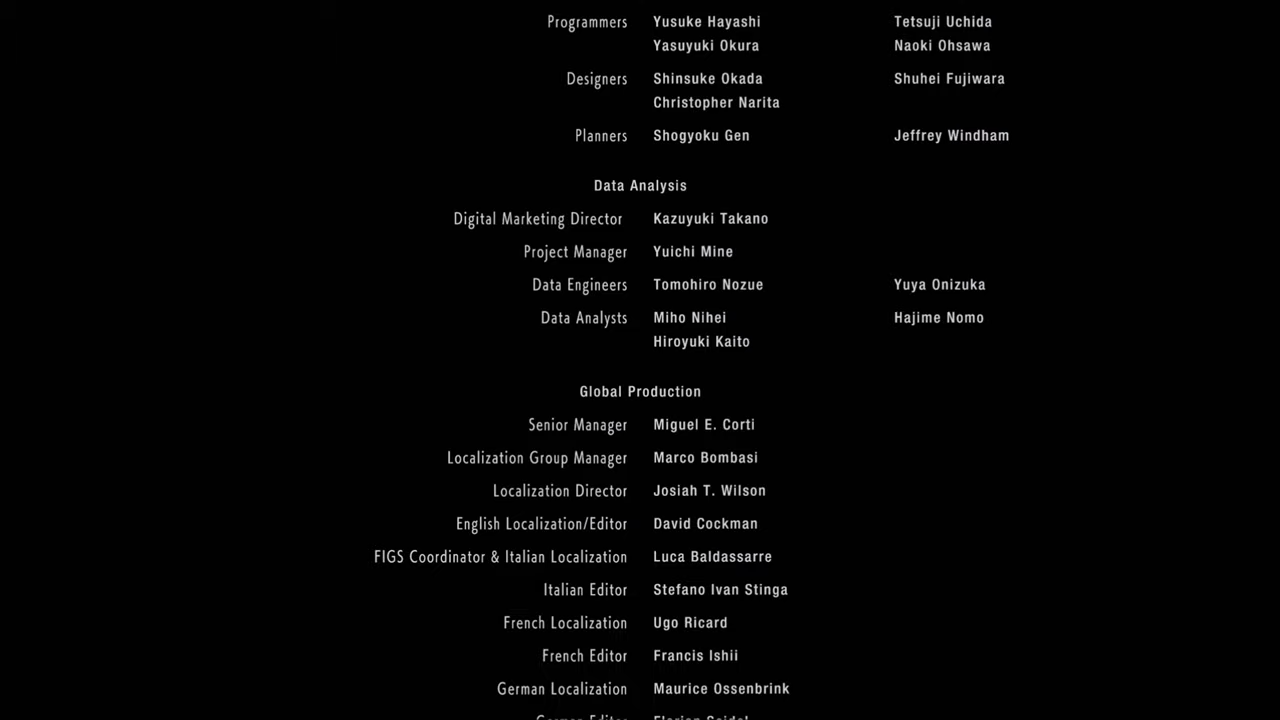 Programmers Yusuke Hayashi Tetsuji Uchida
Yasuyuki Okura Naoki Ohsawa
Designers Shinsuke Okada Shuhei Fujiwara
Christopher Narita
Planners Shogyoku Gen Jeffrey Windham
Data Analysis
Digital Marketing Director Kazuyuki Takano
Project Manager Yuichi Mine
Data Engineers Tomohiro Nozue Yuya Onizuka
Data Analysts Miho Nihei Hajime Nomo
Hiroyuki Kaito
Global Production
Senior Manager Miguel E. Corti
Localization Group Manager Marco Bombasi
Localization Director Josiah T. Wilson
English Localization/Editor David Cockman
FIGS Coordinator & Italian Localization Luca Baldassarre
Italian Editor Stefano Ivan Stinga
French Localization Ugo Ricard
French Editor Francis Ishii
German Localization Maurice Ossenbrink
German Editor Florian Seidel